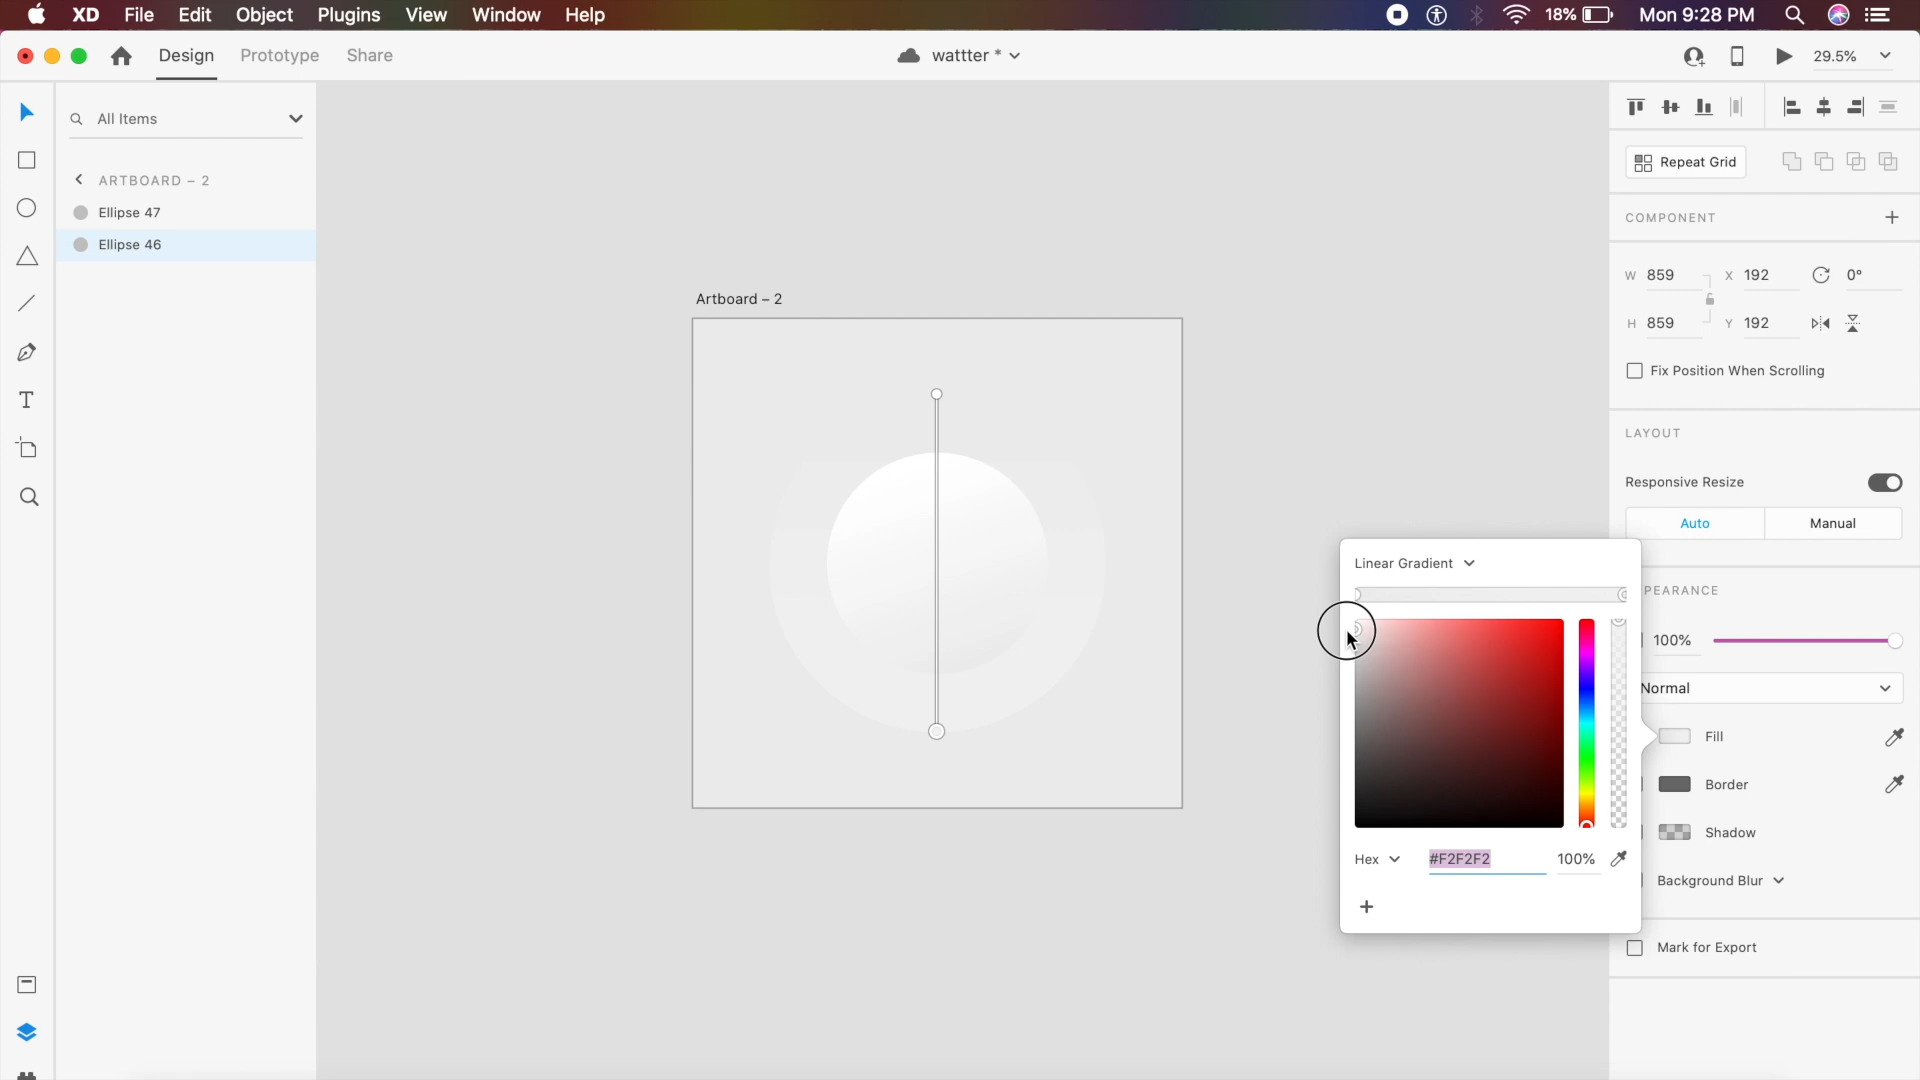 XD File Edit Object Plugins View Window Help 18% Mon 9:28 PM
Design Prototype Share wattter * 29.5%
All Items
ARTBOARD – 2
Ellipse 47
Ellipse 46
Artboard – 2
Repeat Grid
COMPONENT
W 859 X 192 0°
H 859 Y 192
Fix Position When Scrolling
LAYOUT
Responsive Resize
Auto Manual
Linear Gradient
PEARANCE
100%
Normal
Fill
Border
Shadow
Hex #F2F2F2 100%
Background Blur
Mark for Export
T